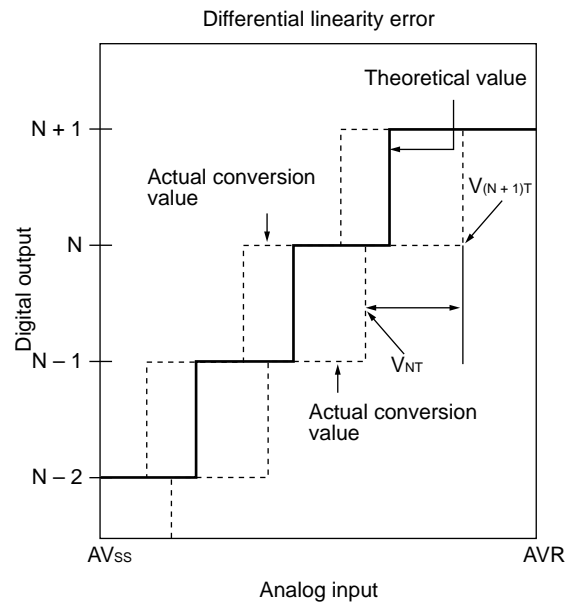 Differential linearity error
Theoretical value
N + 1
Actual conversion
value
V(N + 1)T
N
Digital output
N – 1
VNT
Actual conversion
value
N – 2
AVss
AVR
Analog input